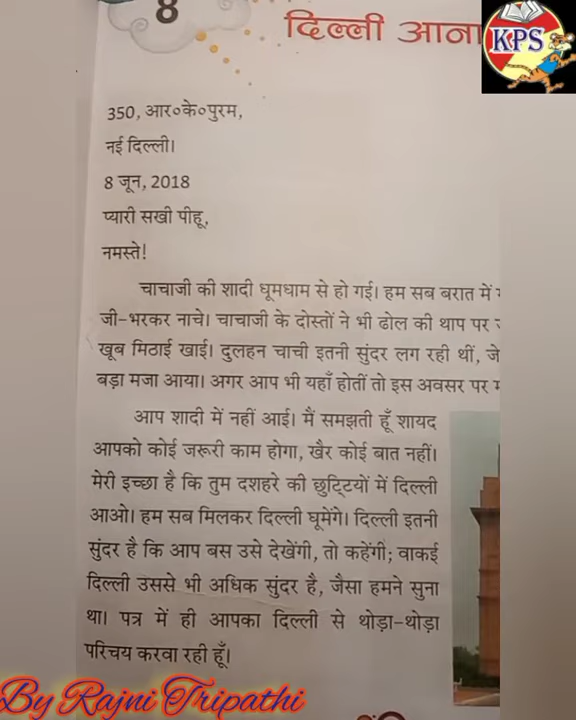 8
दिल्ली आना
KPS
350, आर०के०पुरम,
नई दिल्ली।
8 जून, 2018
प्यारी सखी पीहू,
नमस्ते!
चाचाजी की शादी धूमधाम से हो गई। हम सब बरात में
जी-भरकर नाचे। चाचाजी के दोस्तों ने भी ढोल की थाप पर
खूब मिठाई खाई। दुलहन चाची इतनी सुंदर लग रही थीं, जे
बड़ा मजा आया। अगर आप भी यहाँ होतीं तो इस अवसर पर
आप शादी में नहीं आई। मैं समझती हूँ शायद
आपको कोई जरूरी काम होगा, खैर कोई बात नहीं।
मेरी इच्छा है कि तुम दशहरे की छुट्टियों में दिल्ली
आओ। हम सब मिलकर दिल्ली घूमेंगे। दिल्ली इतनी
सुंदर है कि आप बस उसे देखेंगी, तो कहेंगी; वाकई
दिल्ली उससे भी अधिक सुंदर है, जैसा हमने सुना
था। पत्र में ही आपका दिल्ली से थोड़ा-थोड़ा
परिचय करवा रही हूँ।
By Rajni Tripathi